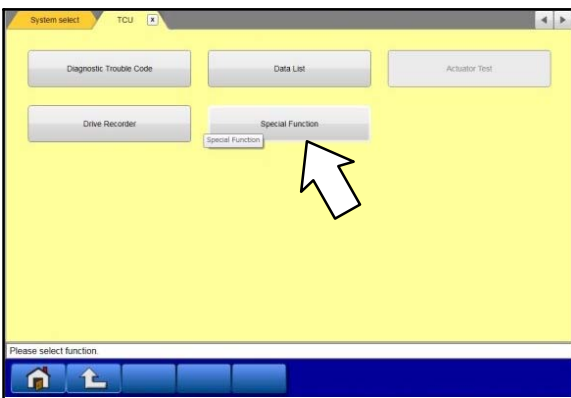 System select TCU x
Diagnostic Trouble Code Data List Actuator Test
Drive Recorder Special Function
Special Function
Please select function.